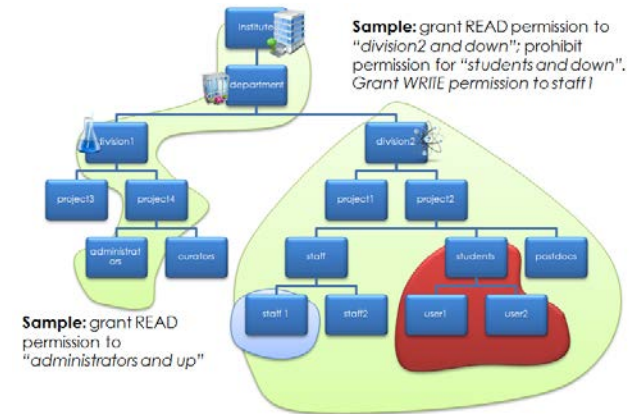 institute
Sample: grant READ permission to
"division2 and down"; prohibit
permission for "students and down".
Grant WRITE permission to staff1
department
division1
division2
project3
project4
project1
project2
administrat
ors
curators
staff
students
postdocs
staff 1
staff2
user1
user2
Sample: grant READ
permission to
"administrators and up"